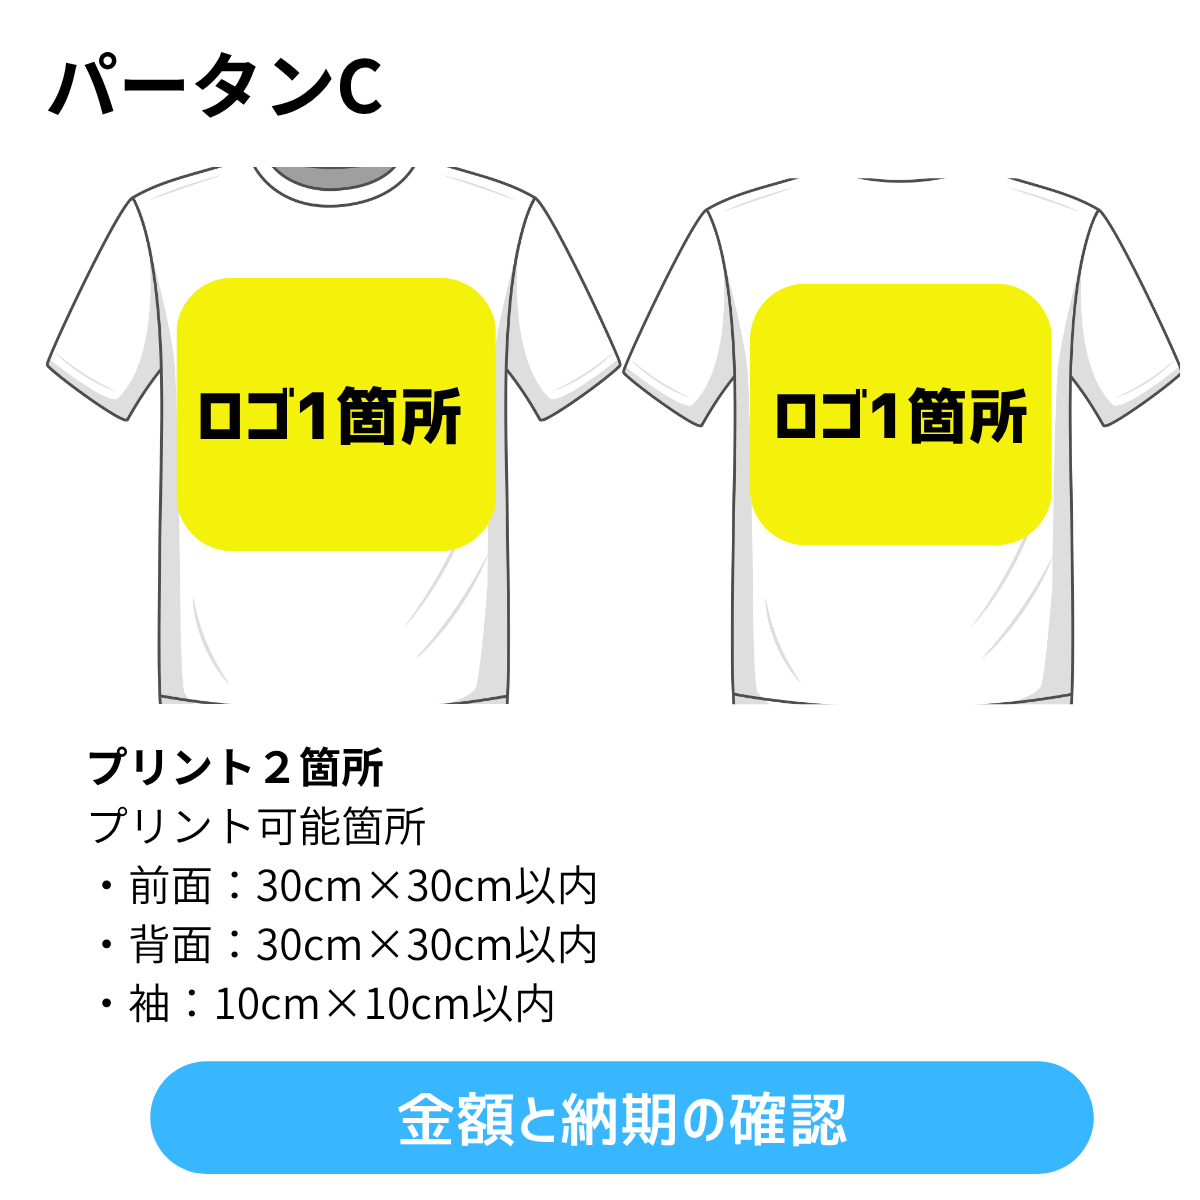 パータンC
ロゴ1箇所
ロゴ1箇所
プリント２箇所
プリント可能箇所
・前面：30cm×30cm以内
・背面：30cm×30cm以内
・袖：10cm×10cm以内
金額と納期の確認